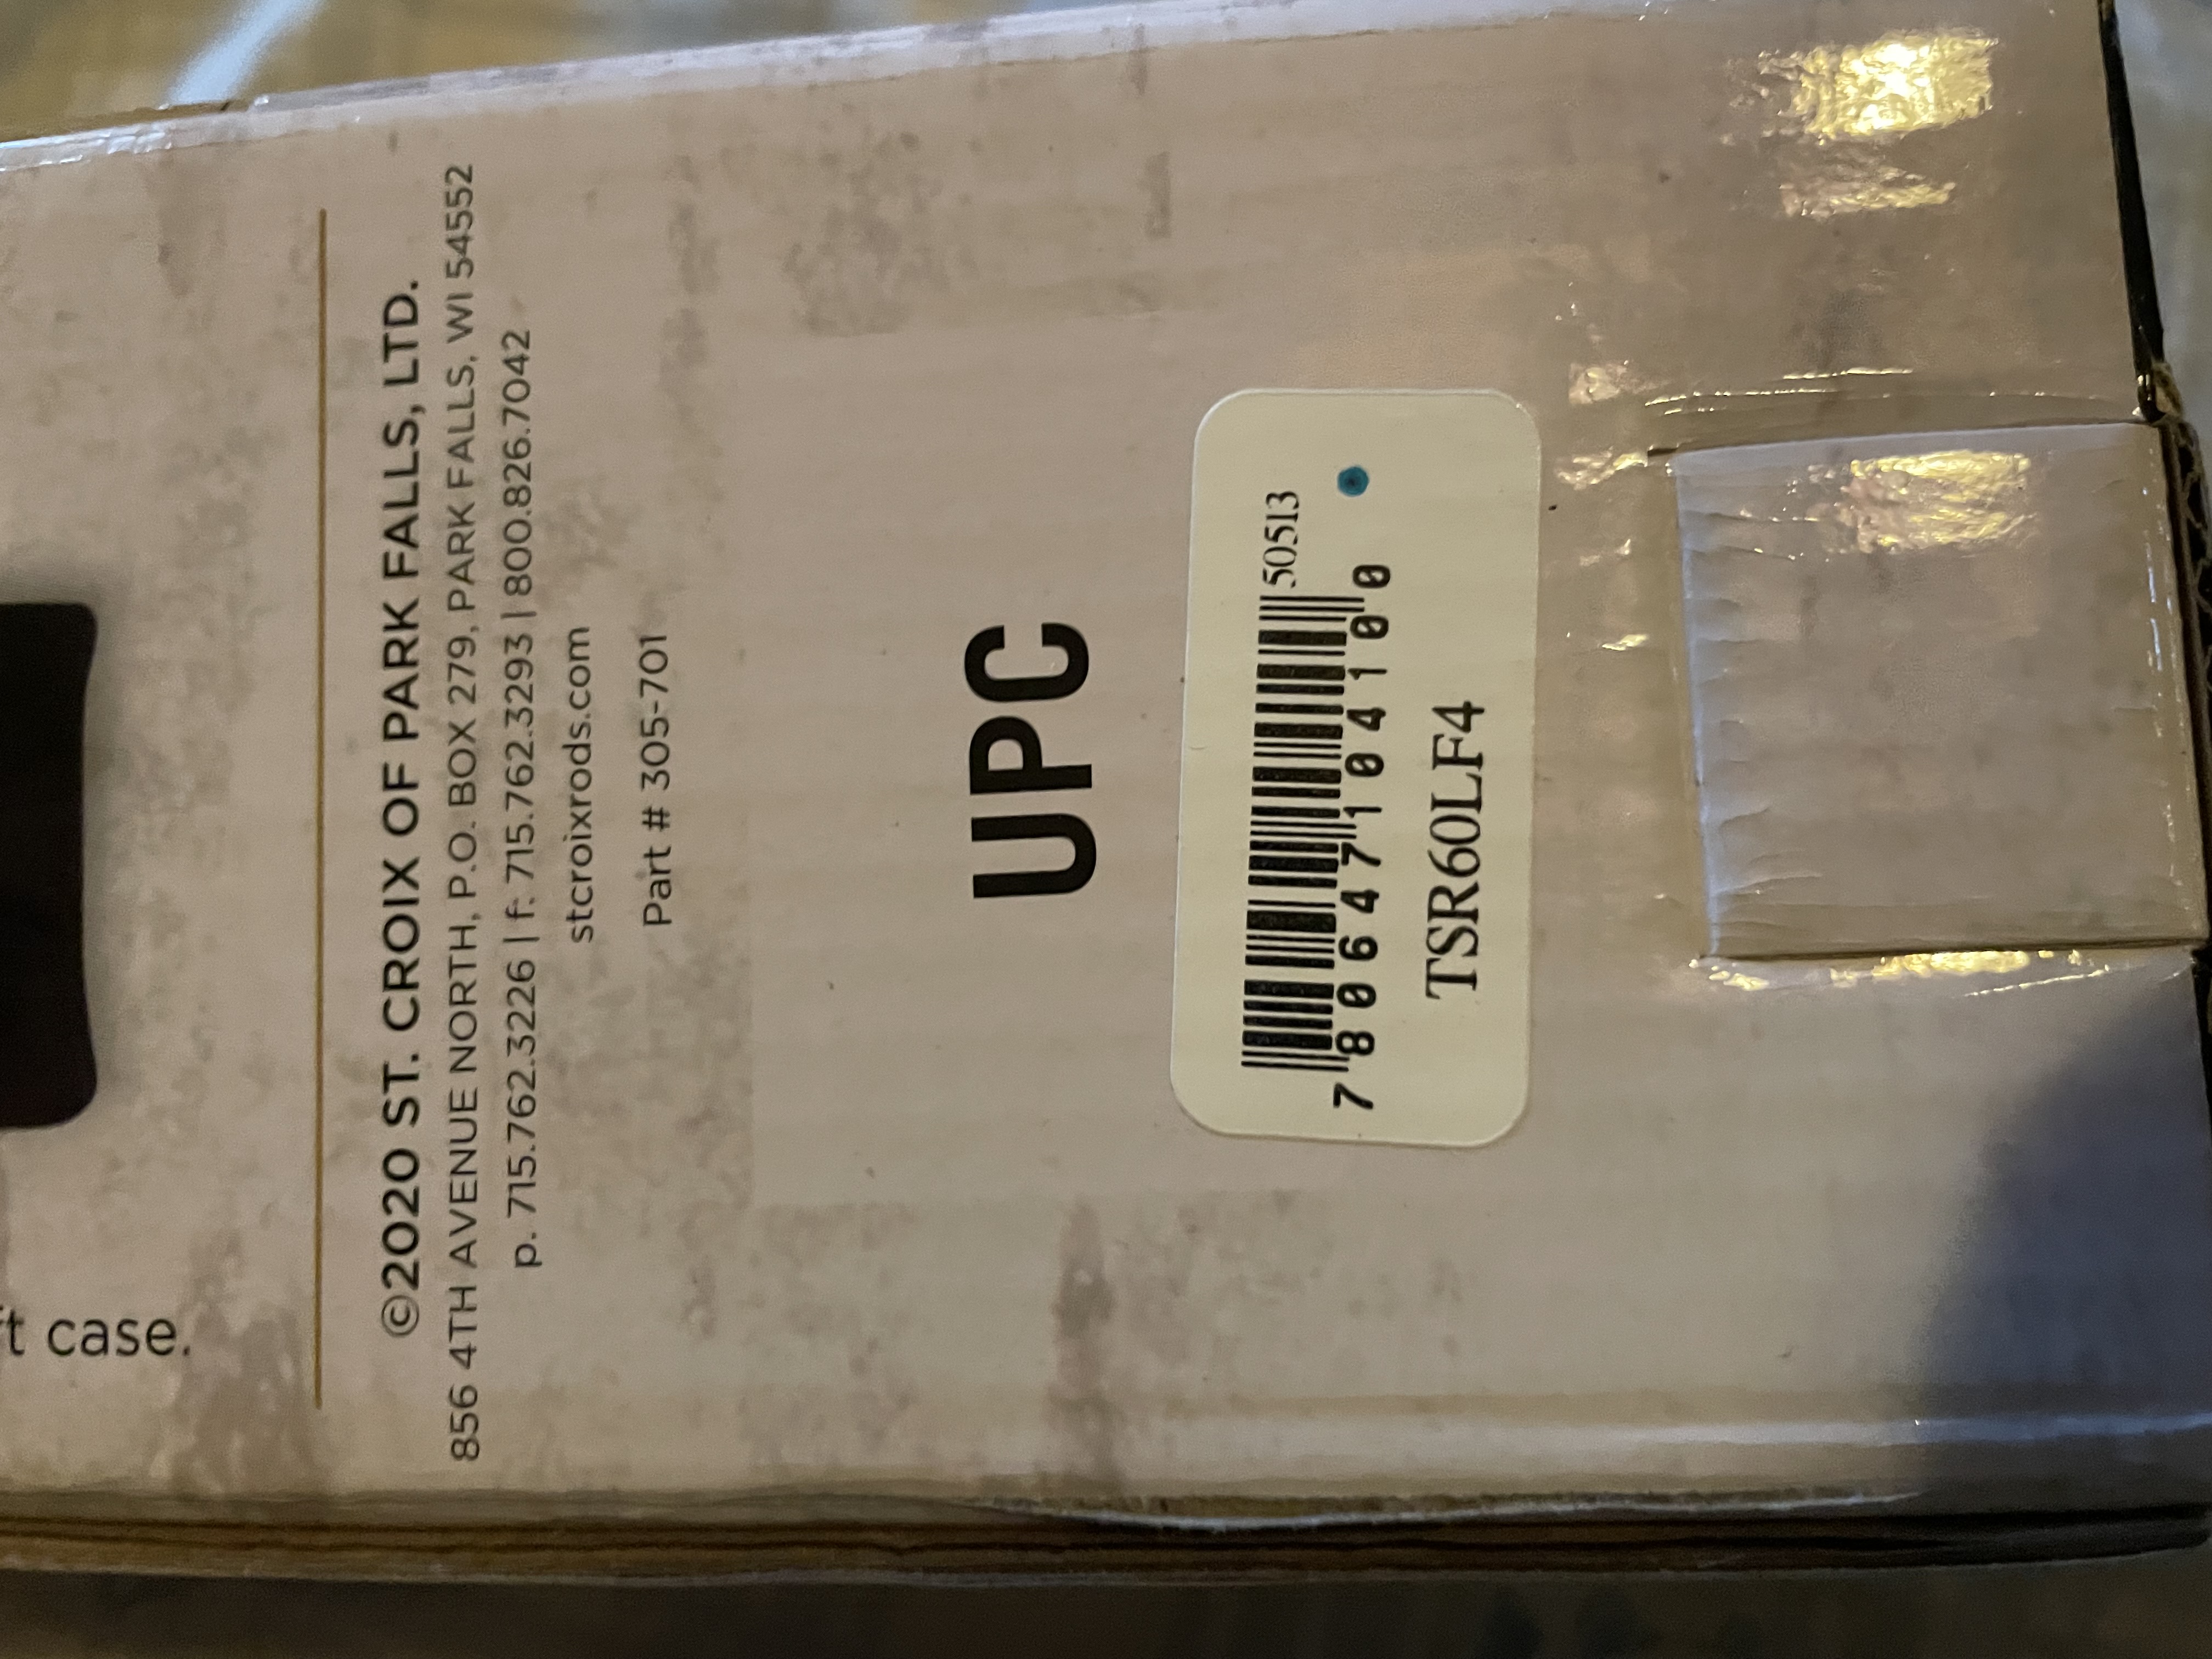 t case.
©2020 ST. CROIX OF PARK FALLS, LTD.
856 4TH AVENUE NORTH, P.O. BOX 279, PARK FALLS, WI 54552
p. 715.762.3226 | f. 715.762.3293 | 800.826.7042
stcroixrods.com
Part # 305-701
UPC
50513
7 80647 10410 0
TSR60LF4